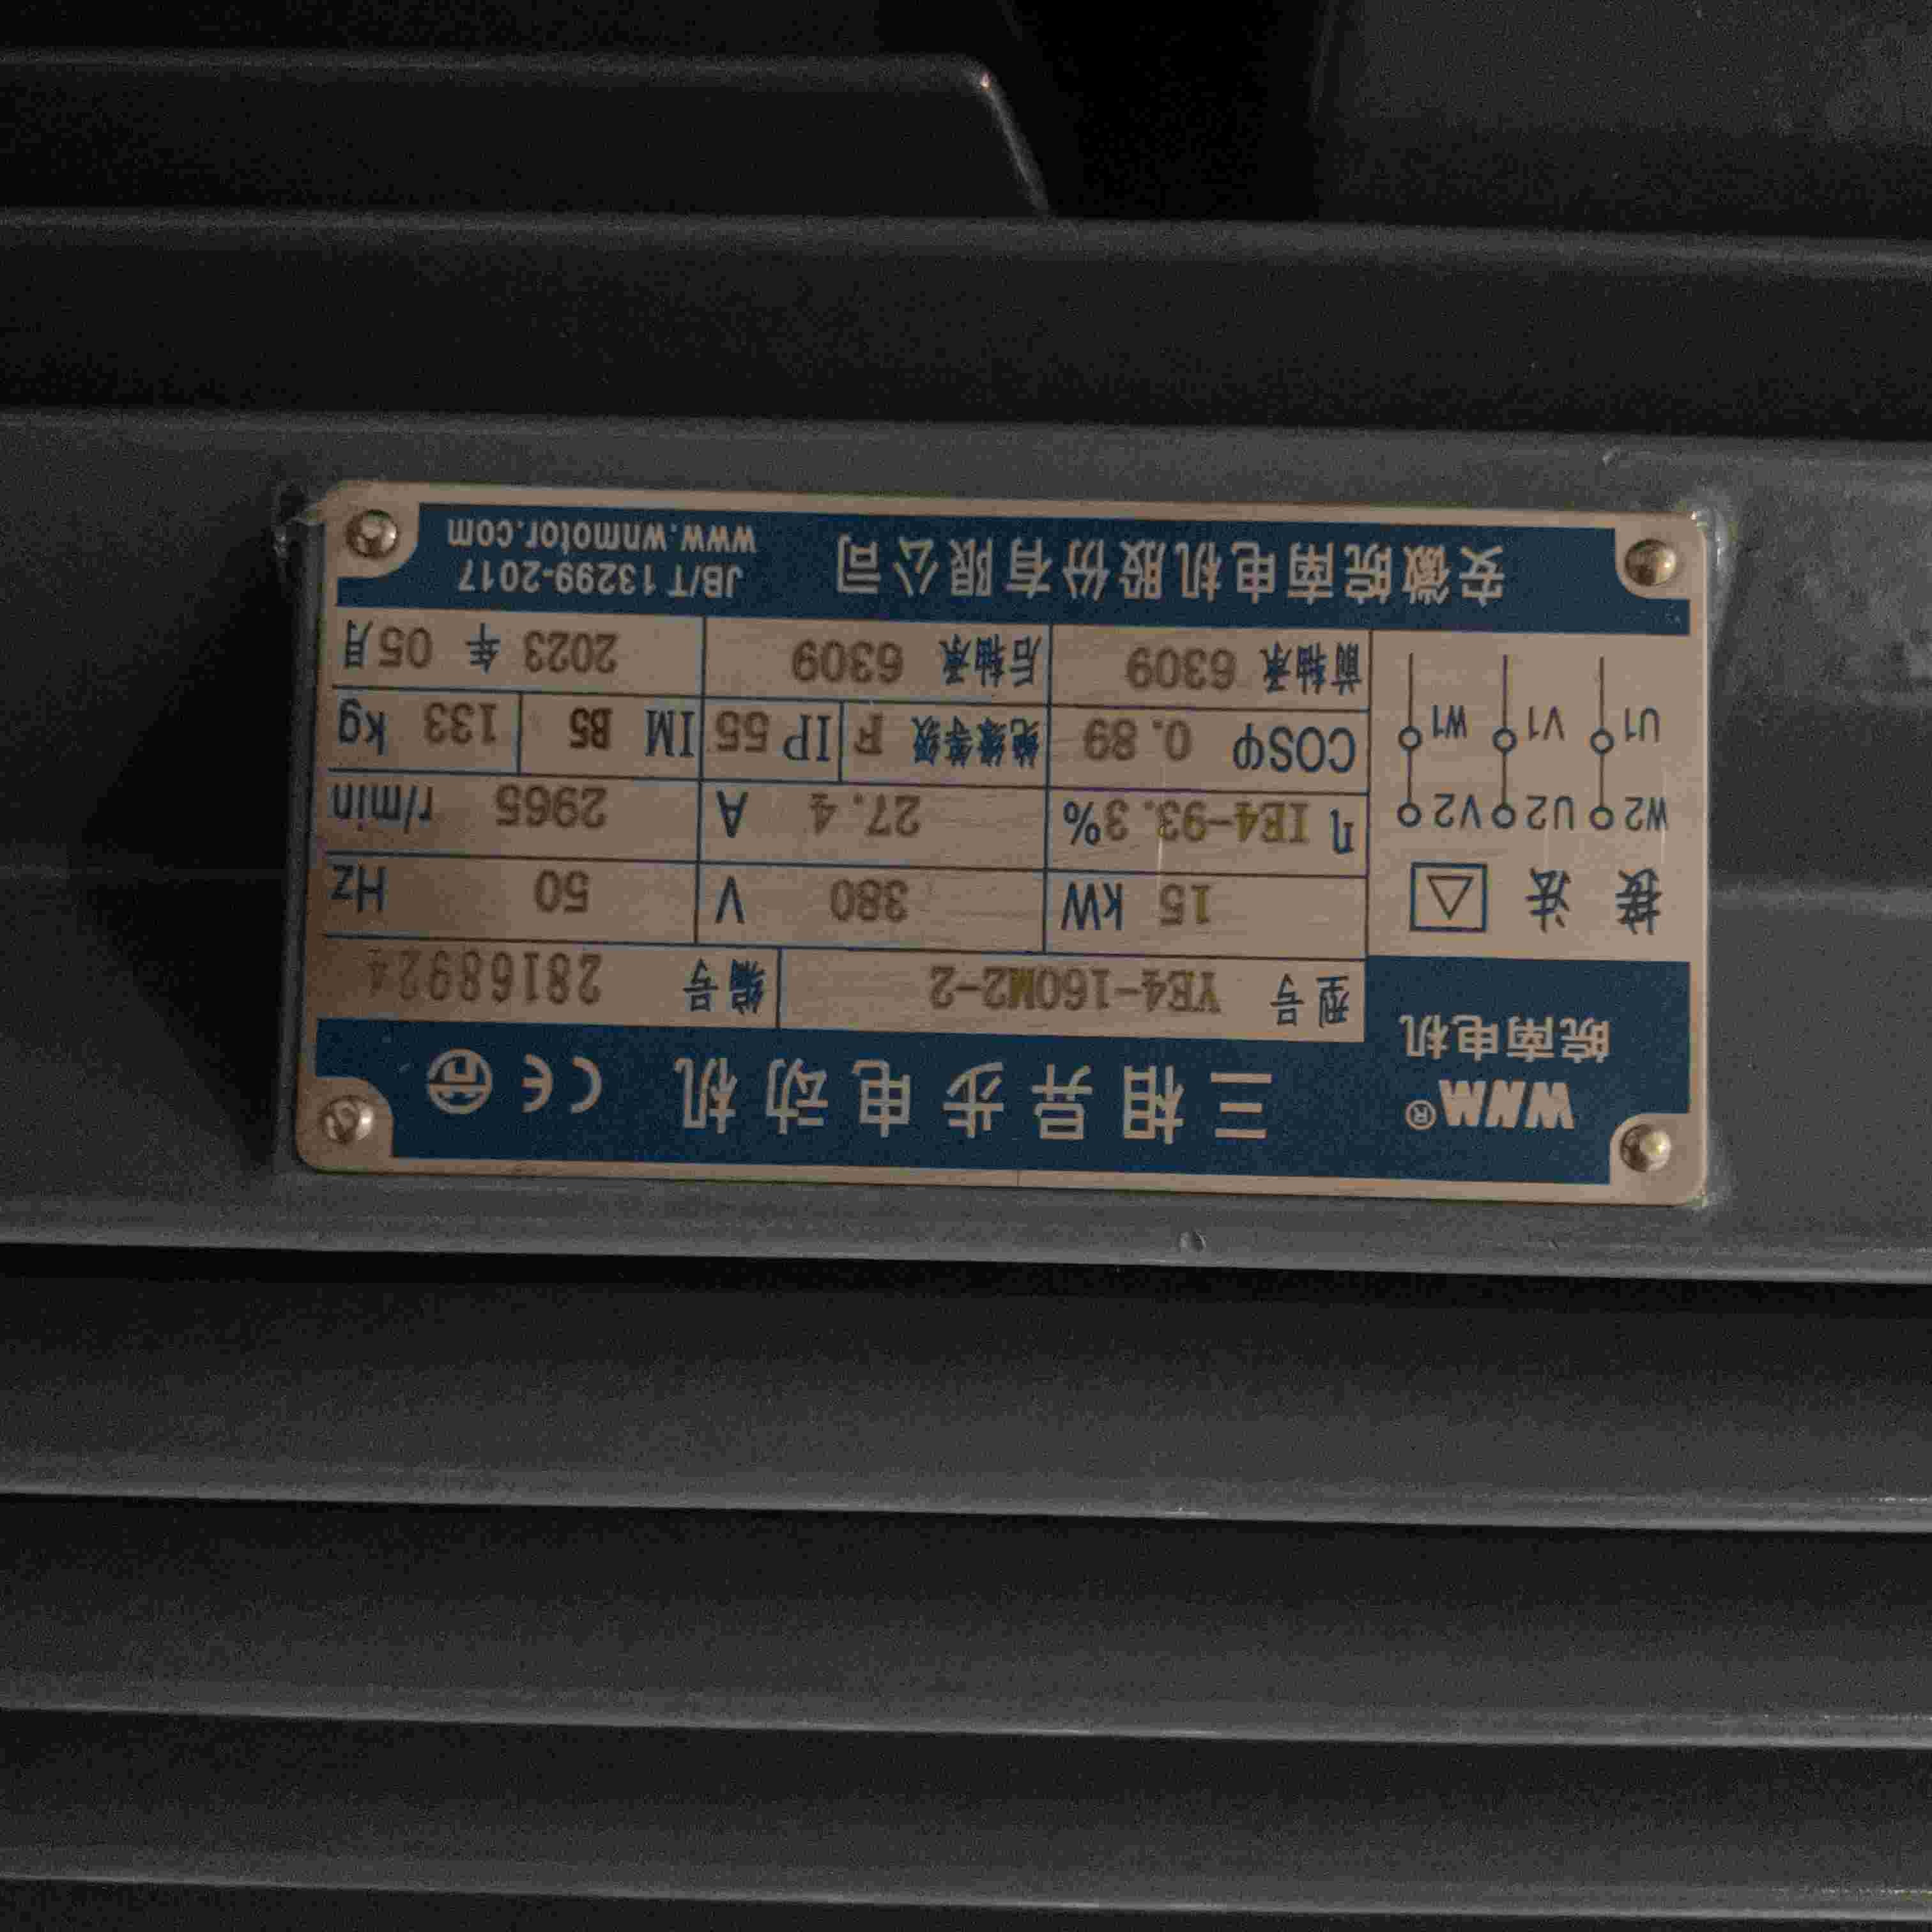 WNM® 三相异步电动机 CE
皖南电机
型号 YE4-160M2-2 编号 28168924
接法 △ 15 kW 380 V 50 Hz
W2 U2 V2 η IE4-93.3% 27.4 A 2965 r/min
U1 V1 W1 COSφ 0.89 绝缘等级 F IP 55 IM B5 133 kg
前轴承 6309 后轴承 6309 2023 年 05 月
安徽皖南电机股份有限公司 JB/T 13299-2017
www.wnmotor.com